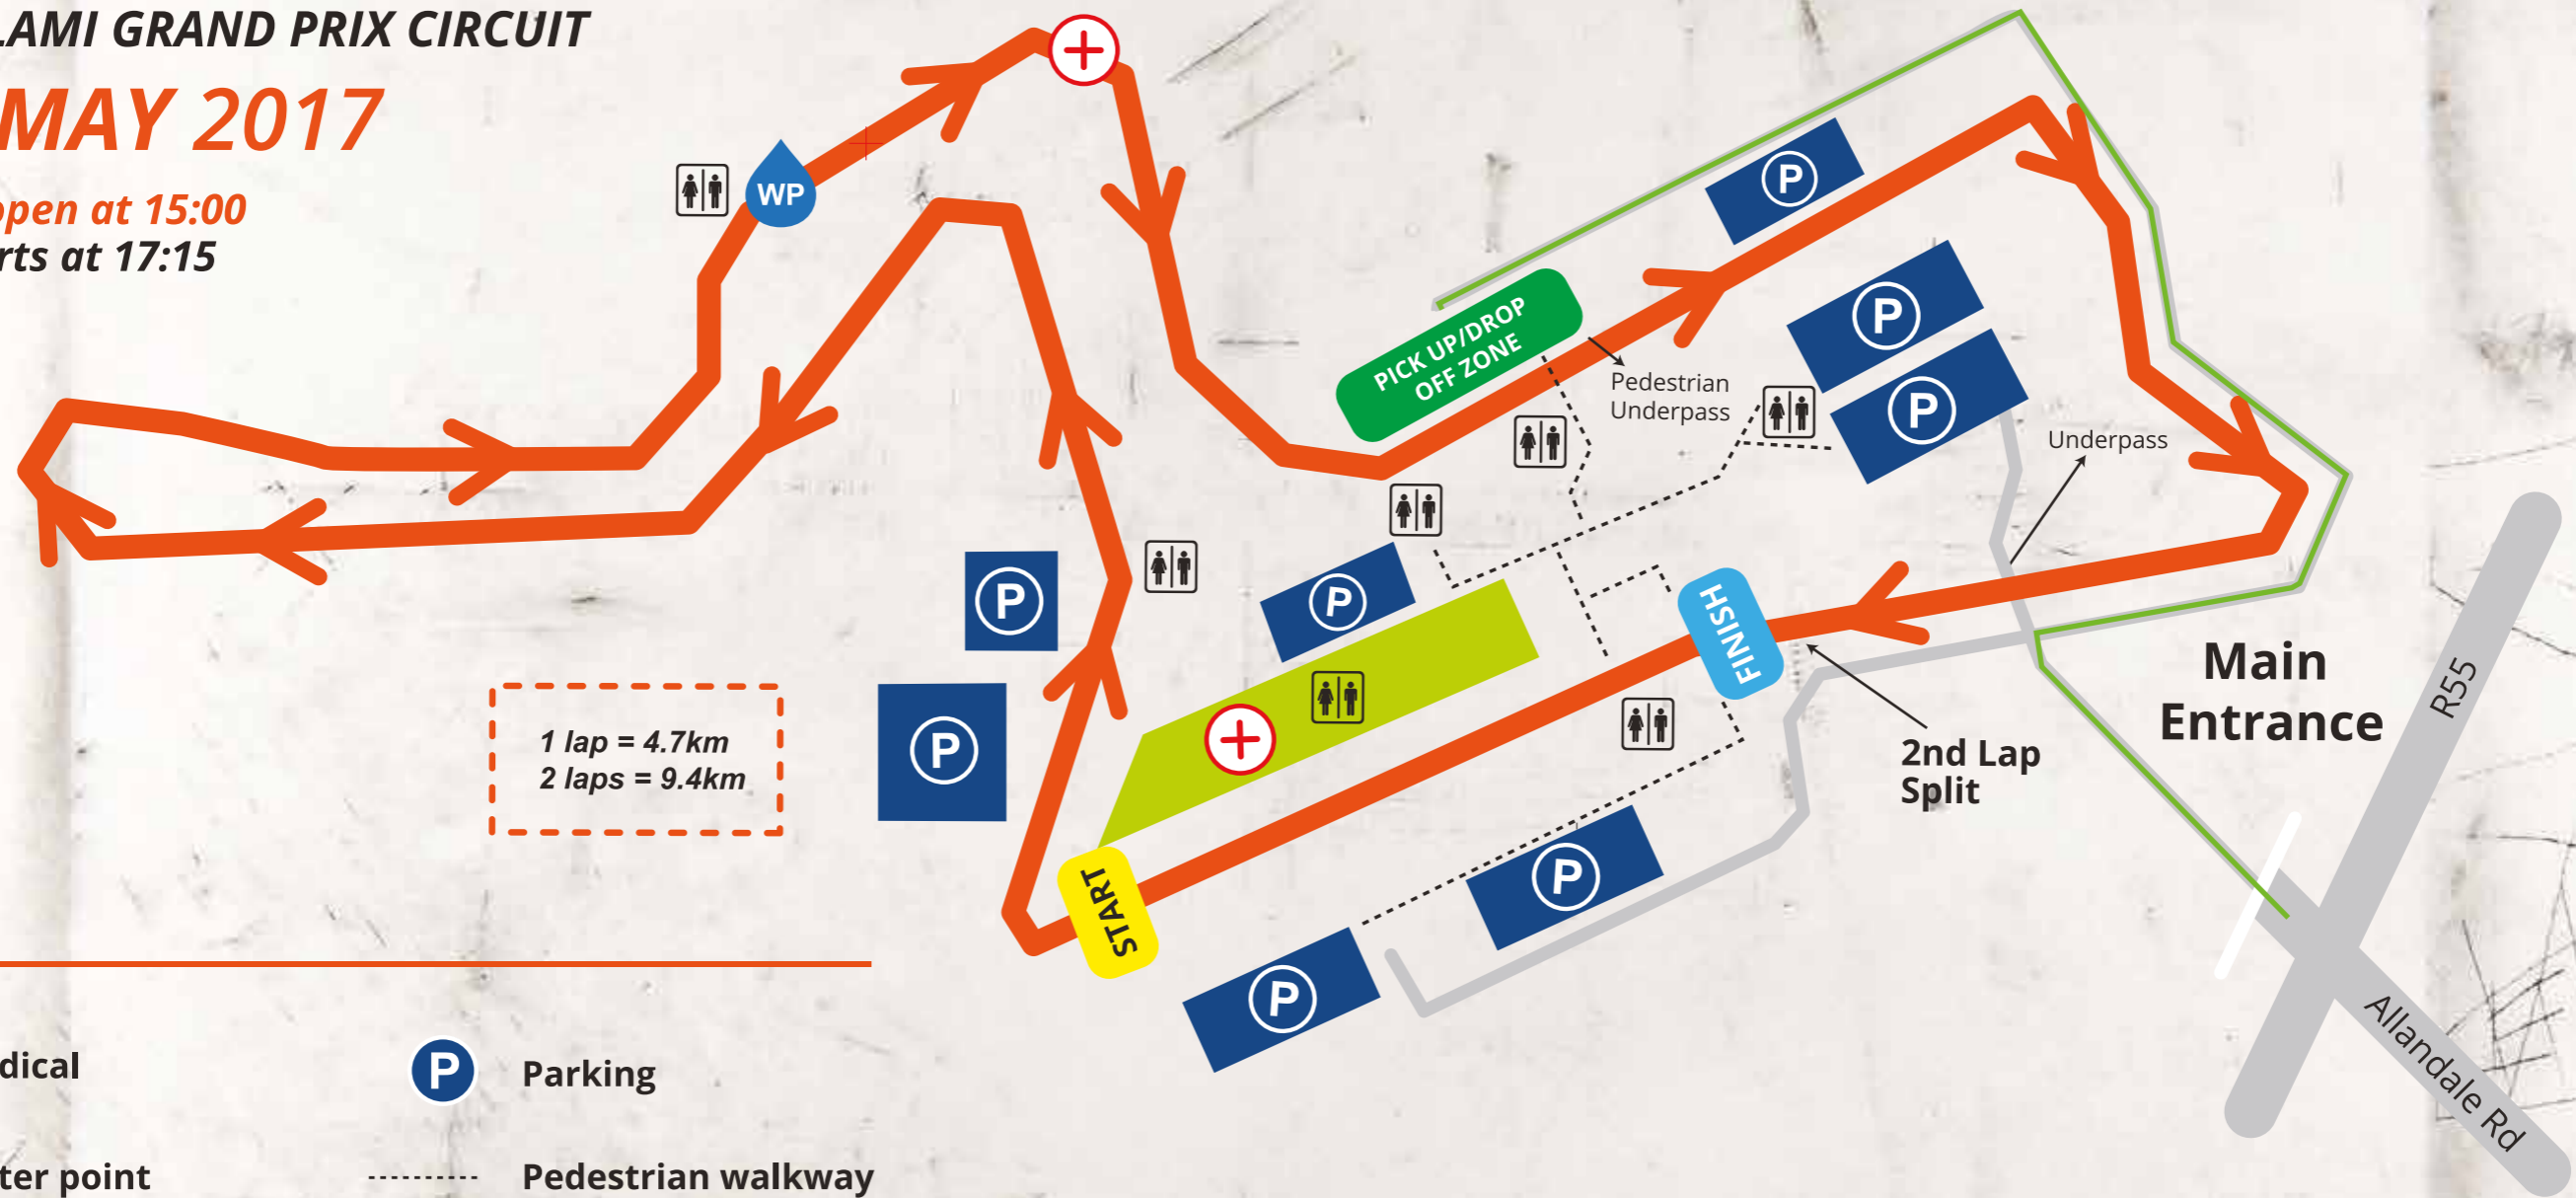 LAMI GRAND PRIX CIRCUIT
MAY 2017
open at 15:00
rts at 17:15
WP
P
PICK UP/DROP
OFF ZONE
Pedestrian
Underpass
P
P
Underpass
P
P
FINISH
Main
Entrance
R55
1 lap = 4.7km
2 laps = 9.4km
P
2nd Lap
Split
START
P
P
Allandale Rd
dical
P
Parking
ter point
Pedestrian walkway